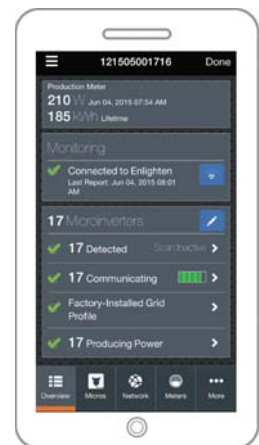 121505001716 Done
Production Meter
210 W Jun 04, 2015 07:54 AM
185 kWh Lifetime
Monitoring
Connected to Enlighten
Last Report: Jun 04, 2015 08:01
AM
17 Microinverters
17 Detected Scan Inactive
17 Communicating
Factory-Installed Grid
Profile
17 Producing Power
Overview Micros Network Meters More